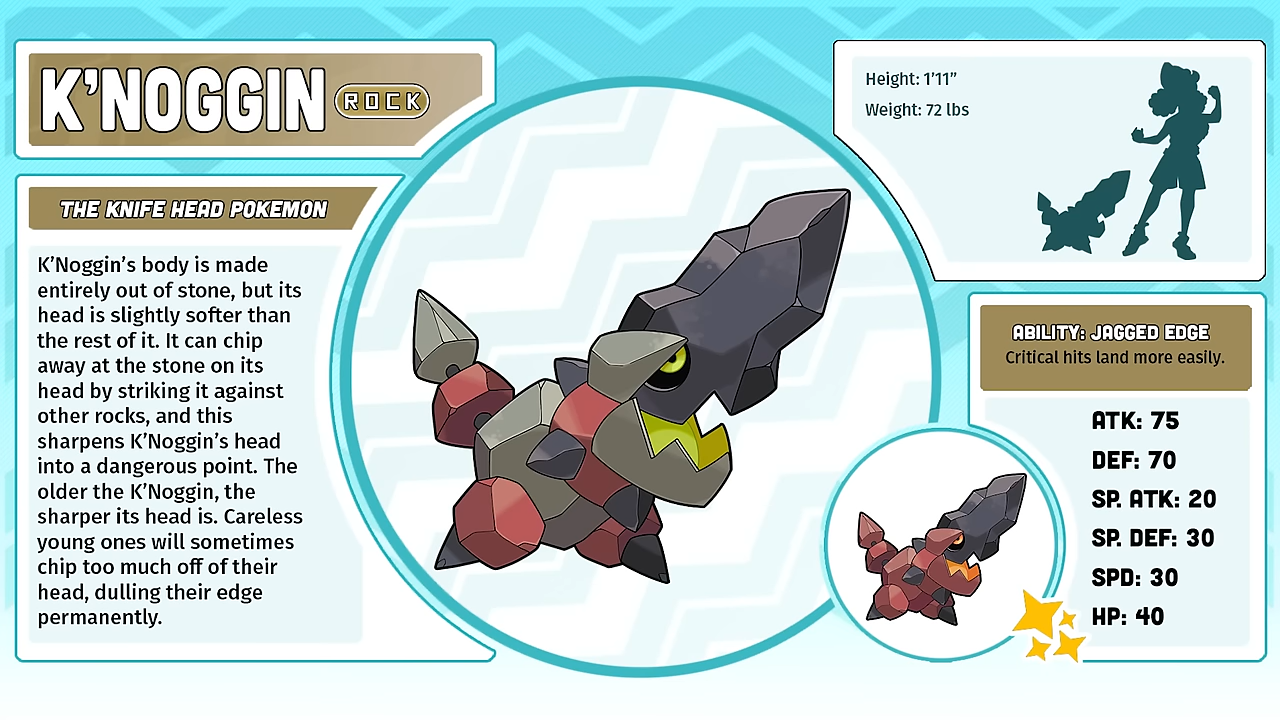 K'NOGGIN
ROCK
THE KNIFE HEAD POKEMON
K'Noggin's body is made
entirely out of stone, but its
head is slightly softer than
the rest of it. It can chip
away at the stone on its
head by striking it against
other rocks, and this
sharpens K'Noggin's head
into a dangerous point. The
older the K'Noggin, the
sharper its head is. Careless
young ones will sometimes
chip too much off of their
head, dulling their edge
permanently.
Height: 1'11”
Weight: 72 lbs
ABILITY: JAGGED EDGE
Critical hits land more easily.
ATK: 75
DEF: 70
SP. ATK: 20
SP. DEF: 30
SPD: 30
HP: 40